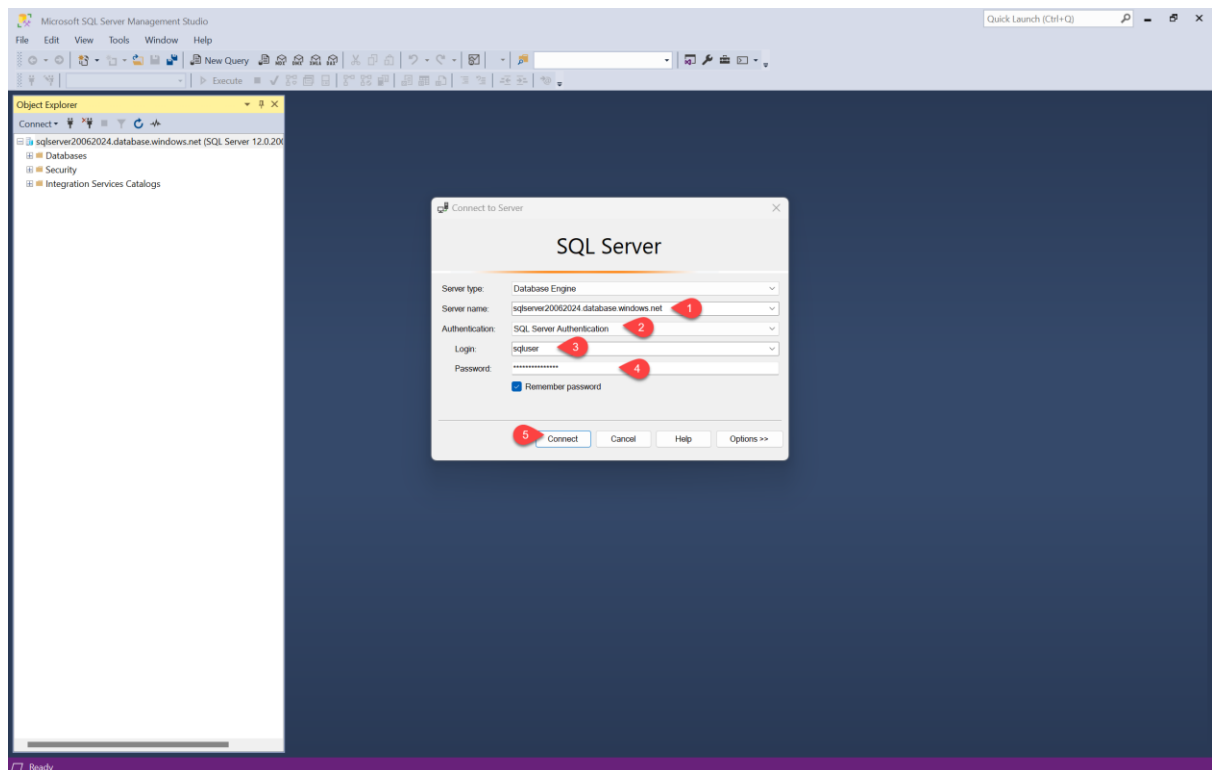 Microsoft SQL Server Management Studio
Quick Launch (Ctrl+Q)
File Edit View Tools Window Help
New Query
Execute
Object Explorer
Connect
sqlserver20062024.database.windows.net (SQL Server 12.0.200
Databases
Security
Integration Services Catalogs
Connect to Server
SQL Server
Server type: Database Engine
Server name: sqlserver20062024.database.windows.net 1
Authentication: SQL Server Authentication 2
Login: sqluser 3
Password: *************** 4
Remember password
5 Connect Cancel Help Options >>
Ready